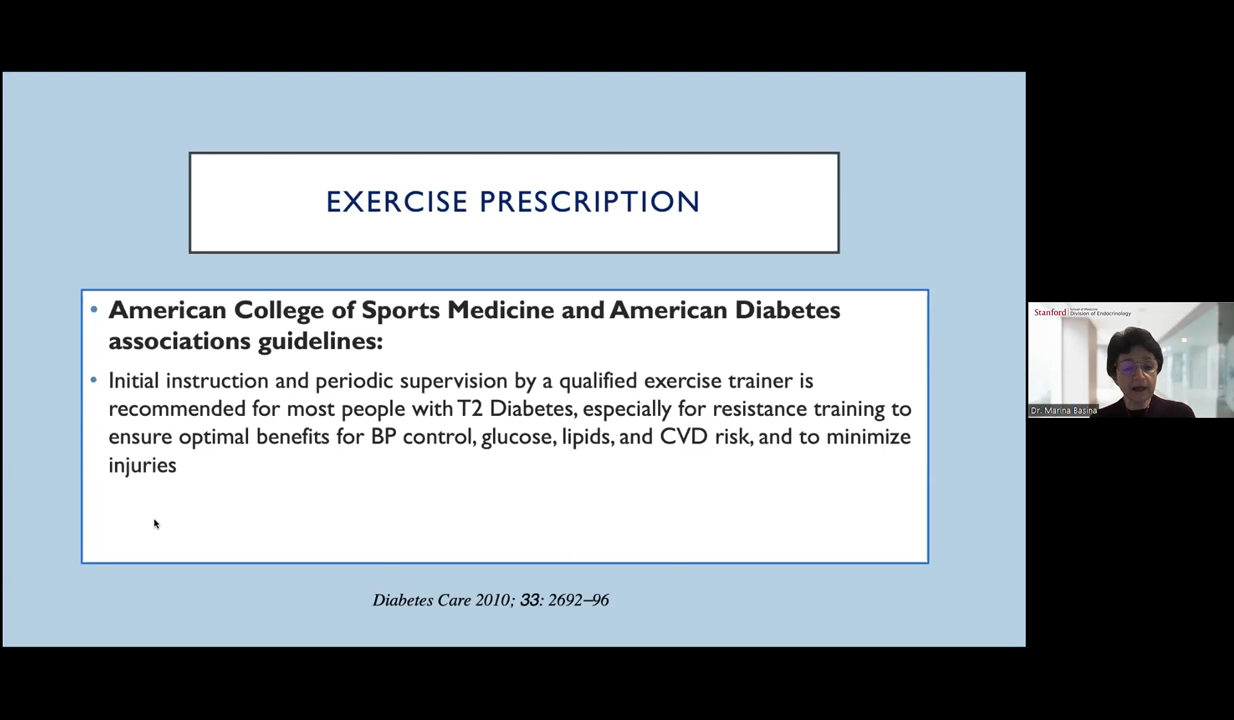 EXERCISE PRESCRIPTION
• American College of Sports Medicine and American Diabetes
associations guidelines:
• Initial instruction and periodic supervision by a qualified exercise trainer is
recommended for most people with T2 Diabetes, especially for resistance training to
ensure optimal benefits for BP control, glucose, lipids, and CVD risk, and to minimize
injuries
Diabetes Care 2010; 33: 2692–96
Stanford
Division of Endocrinology
Dr. Marina Basina